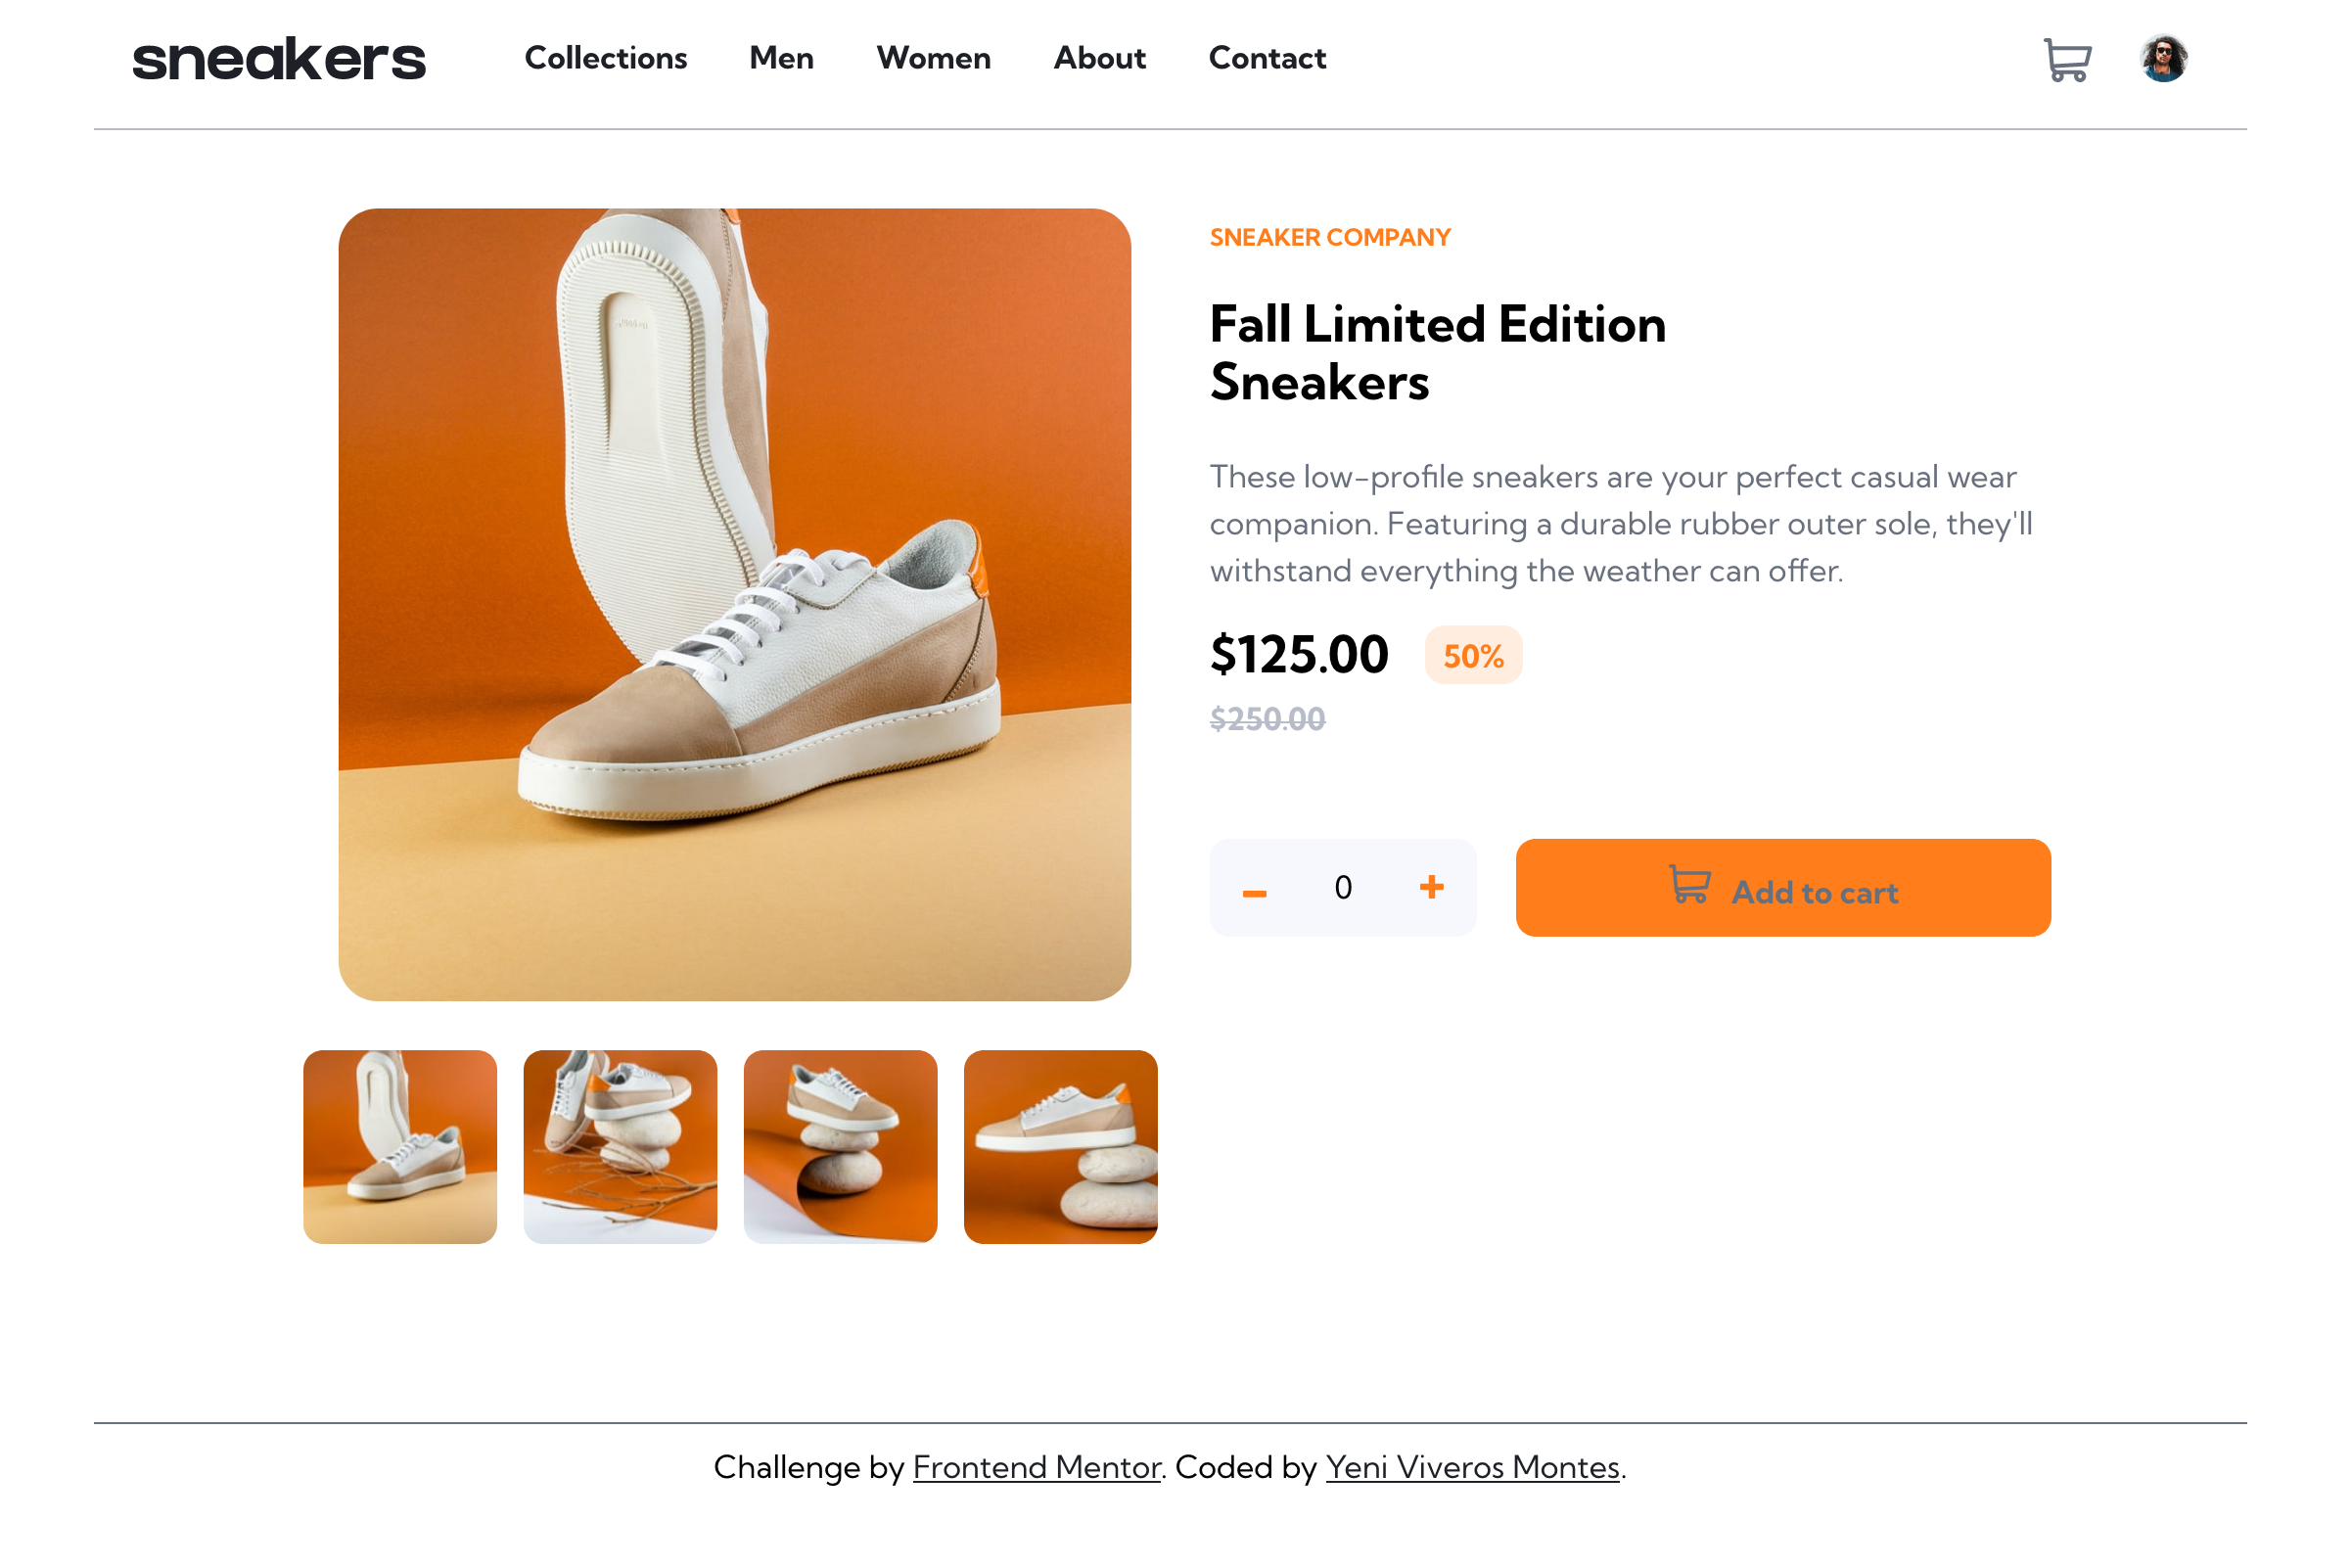 sneakers Collections Men Women About Contact
SNEAKER COMPANY
Fall Limited Edition
Sneakers
These low-profile sneakers are your perfect casual wear
companion. Featuring a durable rubber outer sole, they'll
withstand everything the weather can offer.
$125.00 50%
$250.00
0 Add to cart
Challenge by Frontend Mentor. Coded by Yeni Viveros Montes.